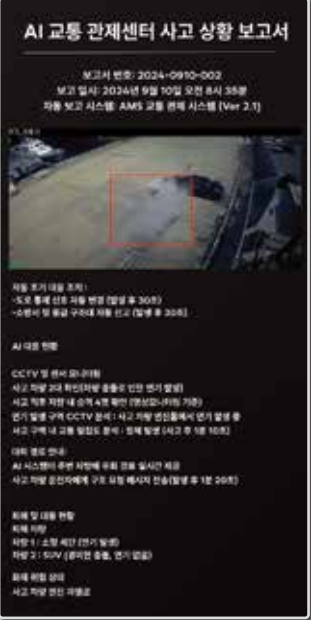 AI 교통 관제센터 사고 상황 보고서
보고서 번호: 2024-0910-002
보고 일시: 2024년 9월 10일 오전 8시 35분
자동 보고 시스템: AMS 교통 관제 시스템 (Ver 2.1)
자동 초기 대응 조치 :
-도로 통제 신호 자동 변경 (발생 후 30초)
-소방서 및 응급 구조대 자동 신고 (발생 후 30초)
AI 대응 현황
CCTV 및 센서 모니터링
사고 차량 2대 확인(차량 충돌로 인한 연기 발생)
사고 직후 차량 내 승객 4명 확인 (영상모니터링 기준)
연기 발생 구역 CCTV 분석 : 사고 차량 엔진룸에서 연기 발생 중
사고 구역 내 교통 밀집도 분석 : 정체 발생 (사고 후 1분 10초)
대피 경로 안내:
AI 시스템이 주변 차량에 우회 경로 실시간 제공
사고 차량 운전자에게 구조 요청 메시지 전송(발생 후 1분 20초)
피해 및 대응 현황
피해 차량
차량 1 : 소형 세단 (연기 발생)
차량 2 : SUV (경미한 충돌, 연기 없음)
화재 위험 상태
사고 차량 엔진 과열로